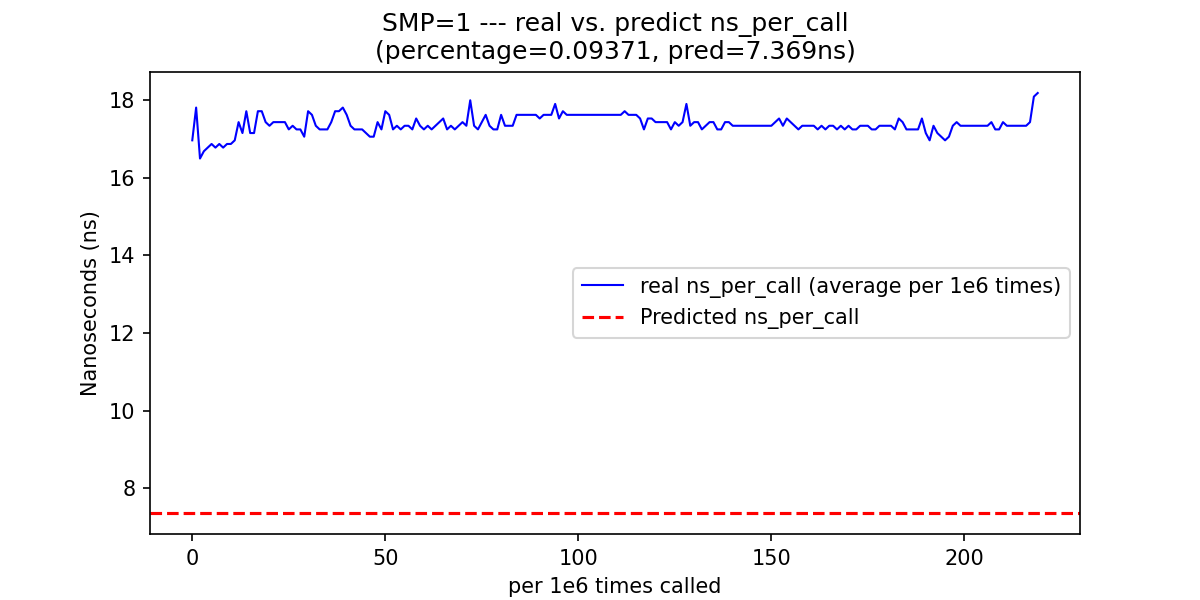 SMP=1 --- real vs. predict ns_per_call
(percentage=0.09371, pred=7.369ns)
18
16
14
12
10
8
Nanoseconds (ns)
real ns_per_call (average per 1e6 times)
Predicted ns_per_call
0
50
100
150
200
per 1e6 times called